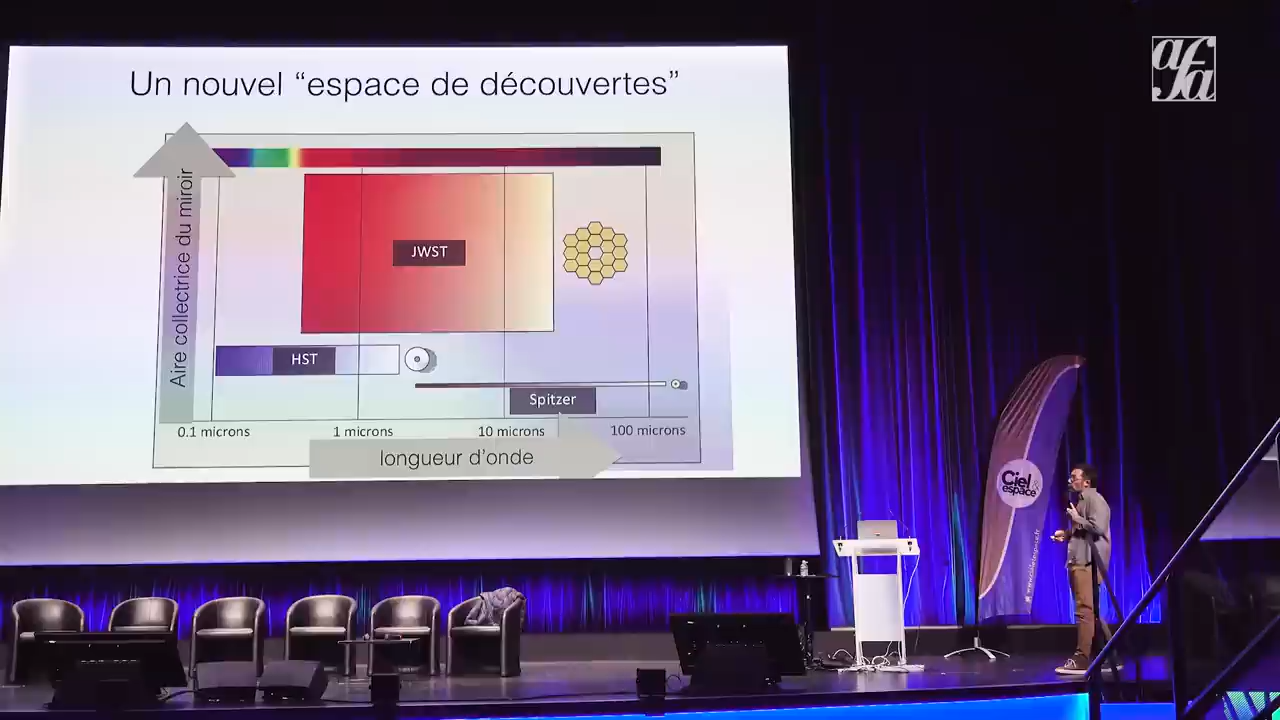 afa
Un nouvel “espace de découvertes”
Aire collectrice du miroir
JWST
HST
Spitzer
0.1 microns
1 microns
10 microns
100 microns
longueur d’onde
Ciel &
espace